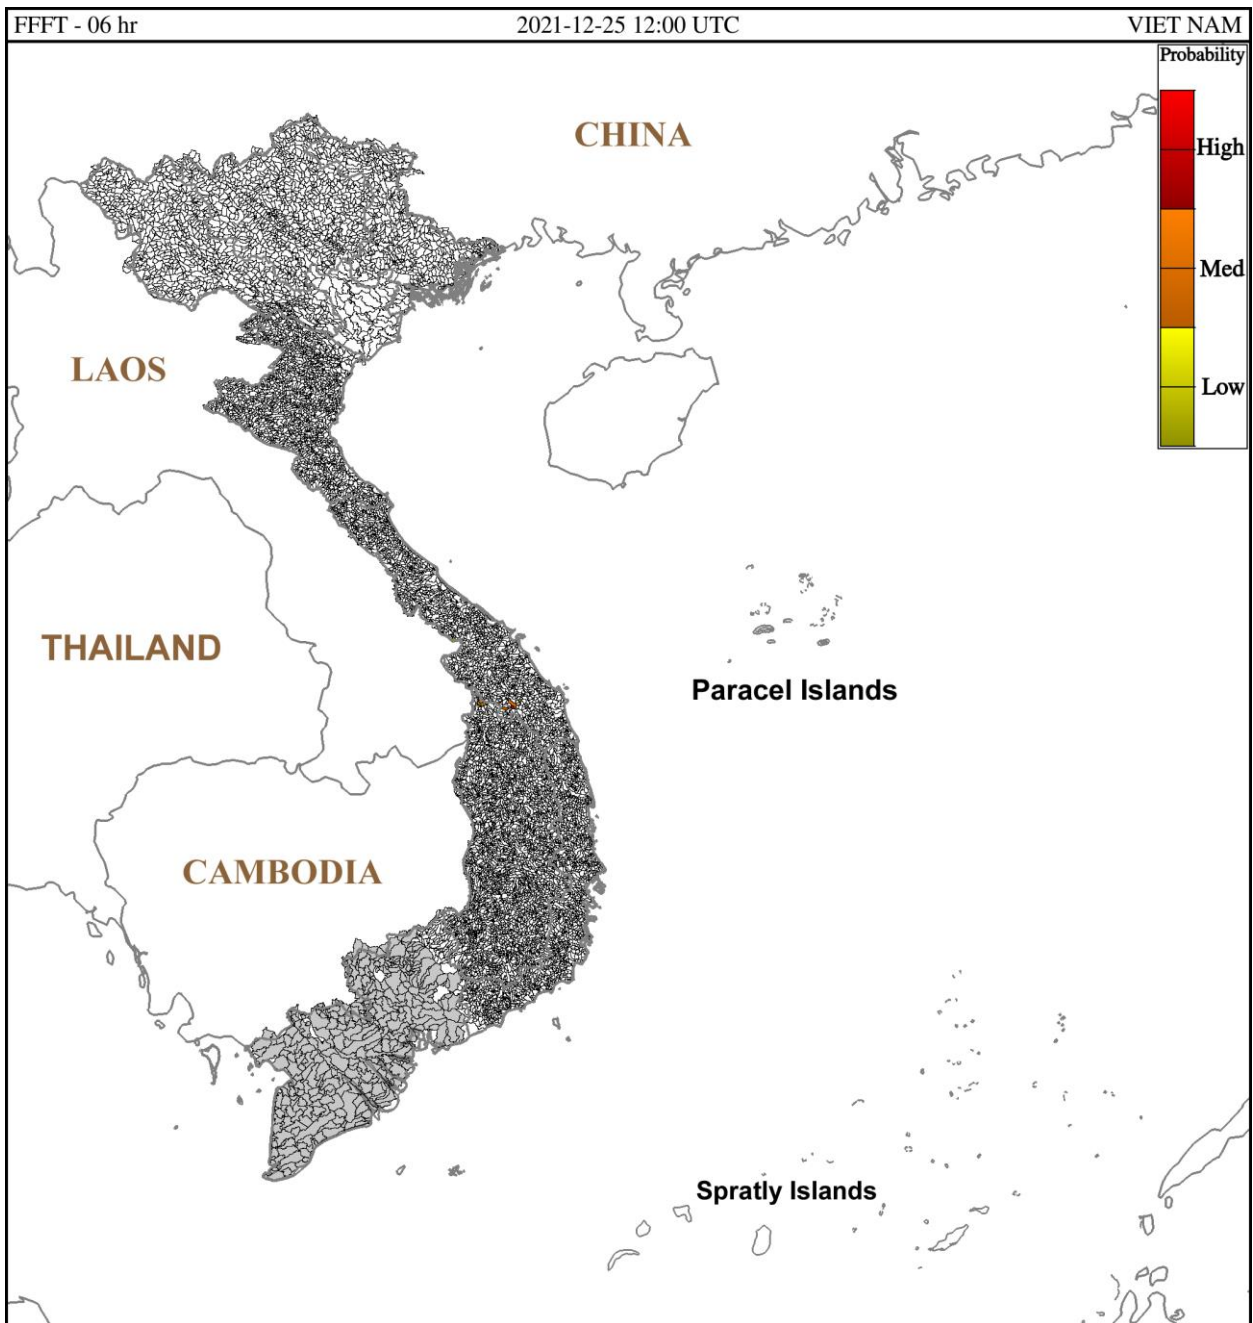 FFFT - 06 hr
2021-12-25 12:00 UTC
VIET NAM
Probability
High
Med
Low
CHINA
LAOS
THAILAND
Paracel Islands
CAMBODIA
Spratly Islands